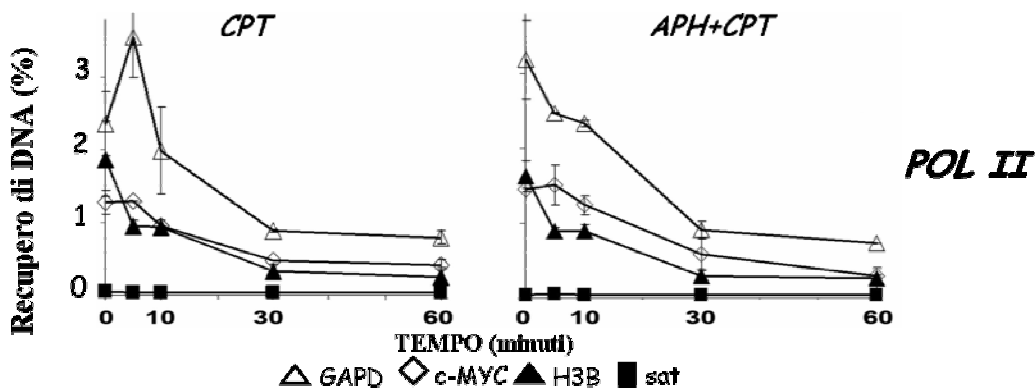 CPT
APH+CPT
Recupero di DNA (%)
3
2
1
0
0 10 30 60
0 10 30 60
POL II
TEMPO (minuti)
GAPD c-MYC H3B sat